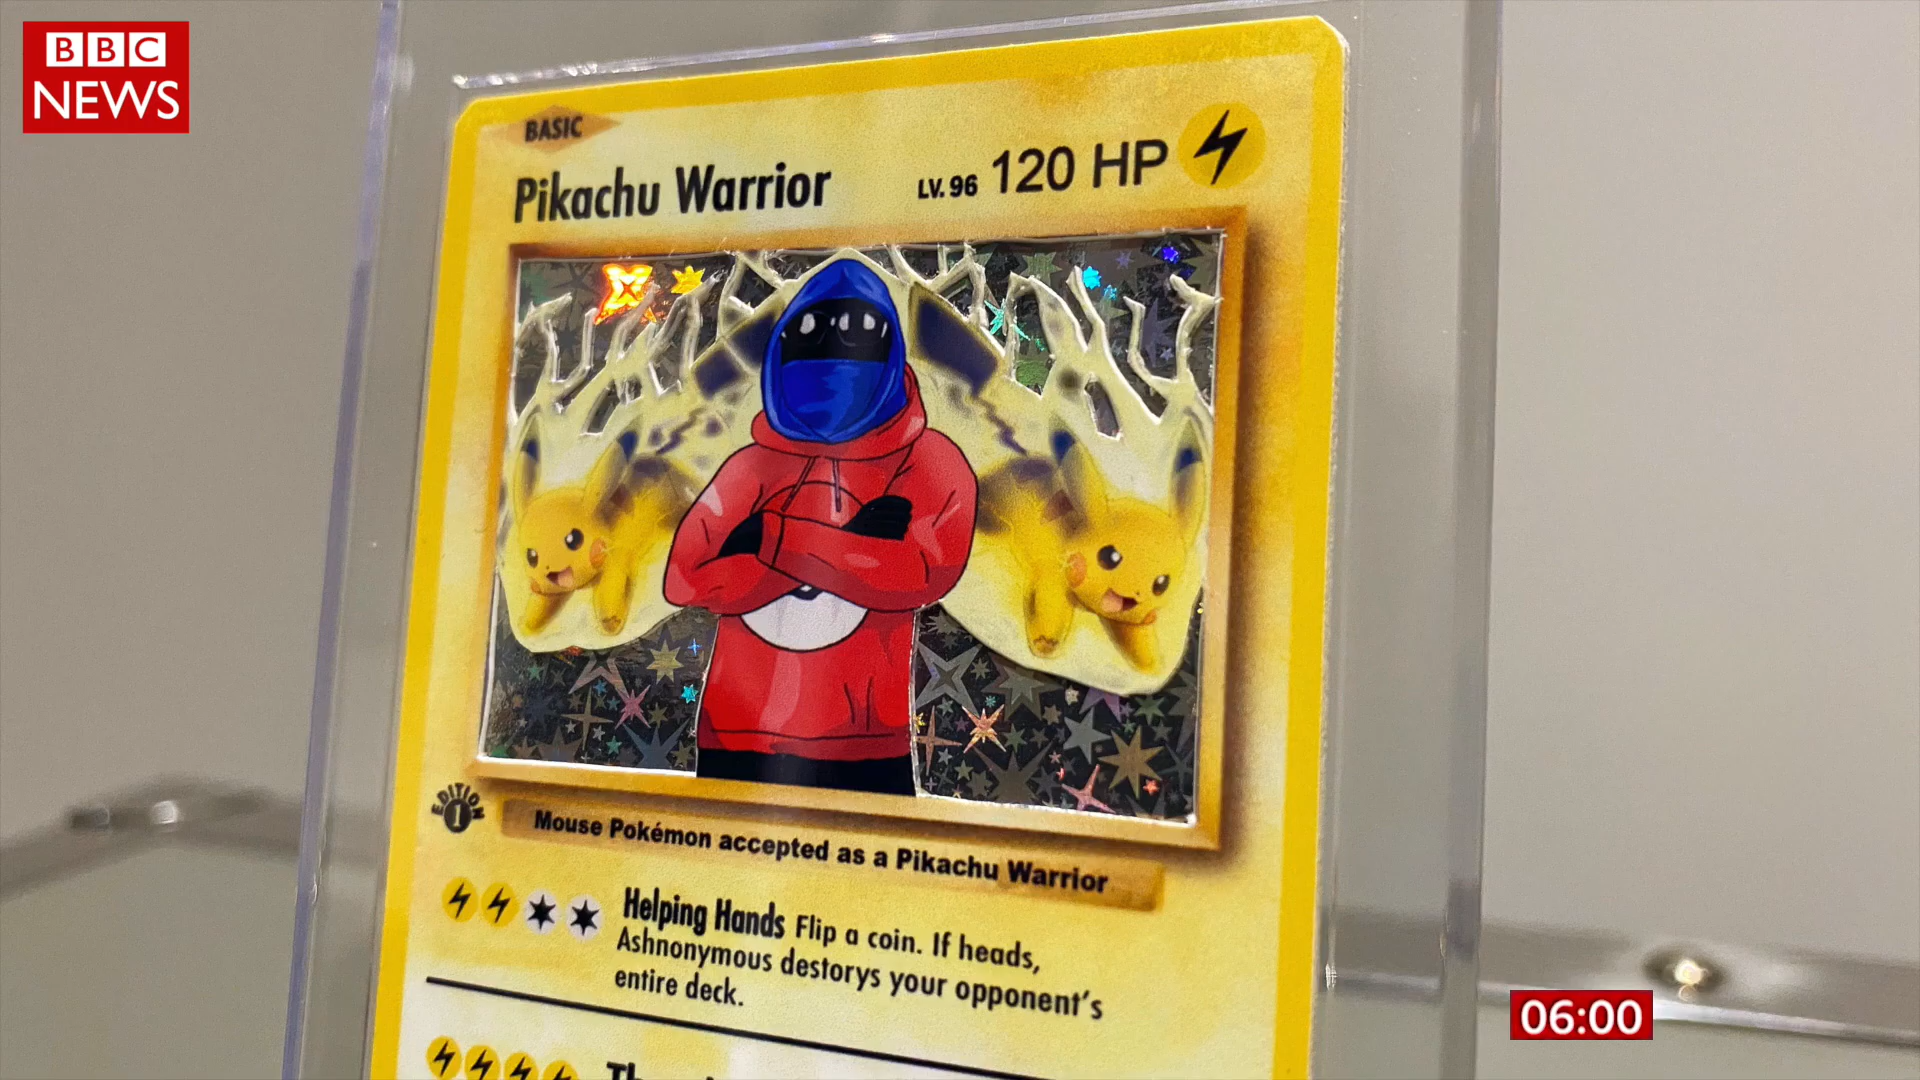 BBC
NEWS
BASIC
Pikachu Warrior
LV. 96 120 HP
EDITION
1
Mouse Pokémon accepted as a Pikachu Warrior
Helping Hands Flip a coin. If heads,
Ashnonymous destorys your opponent's
entire deck.
06:00